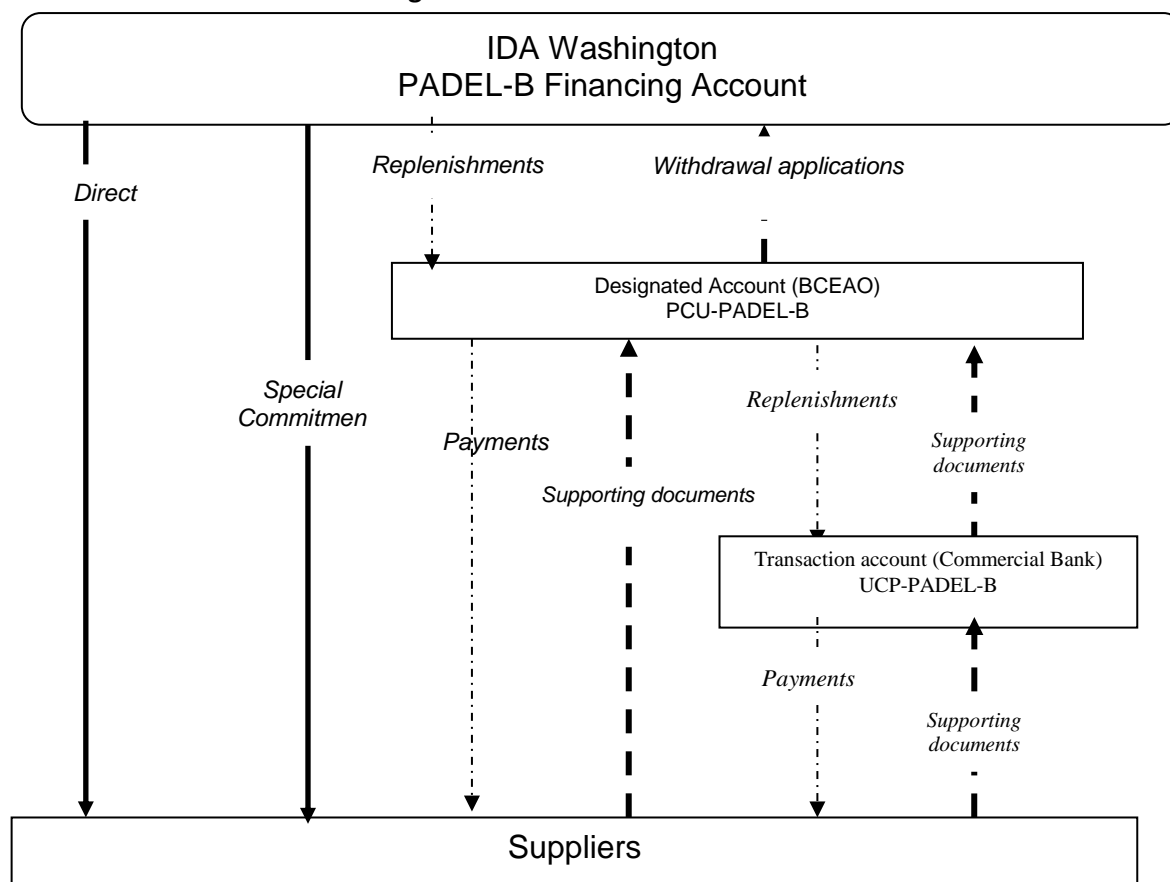 IDA Washington
PADEL-B Financing Account
Replenishments
Withdrawal applications
Direct
Designated Account (BCEAO)
PCU-PADEL-B
Special
Commitmen
Replenishments
Payments
Supporting
documents
Supporting documents
Transaction account (Commercial Bank)
UCP-PADEL-B
Payments
Supporting
documents
Suppliers